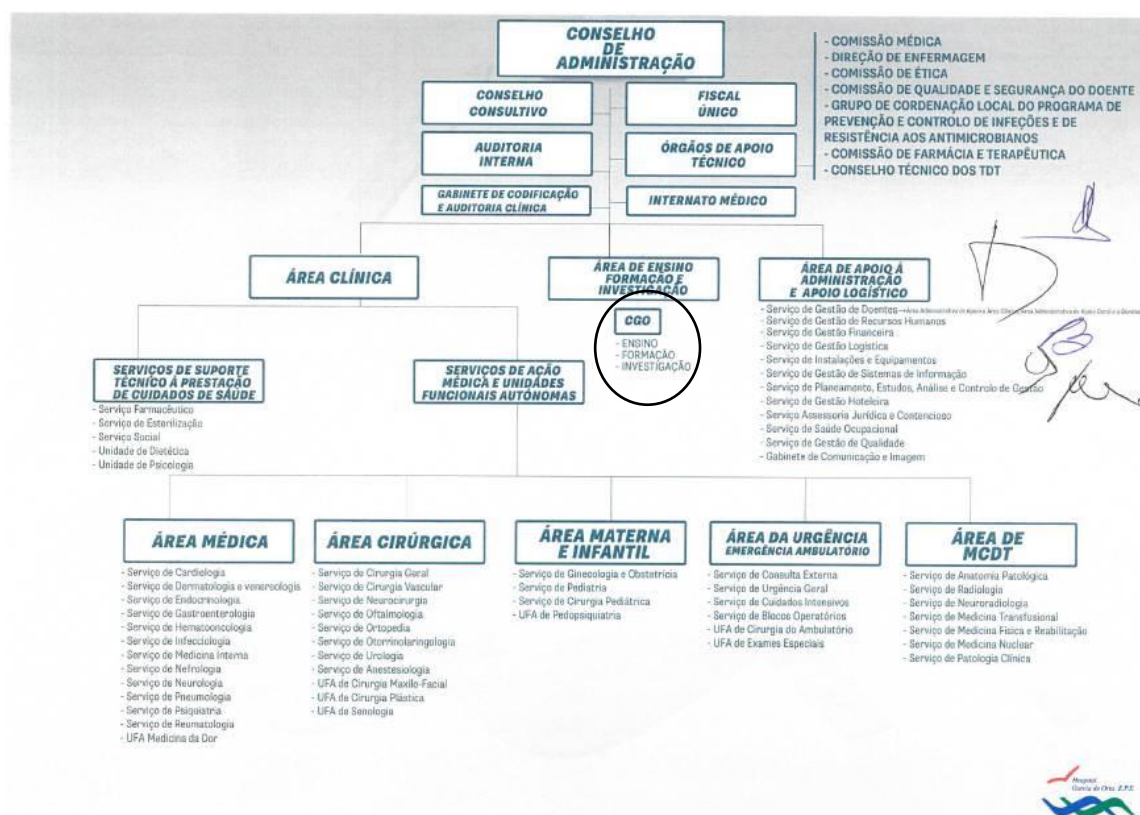 CONSELHO
DE
ADMINISTRAÇÃO
- COMISSÃO MÉDICA
- DIREÇÃO DE ENFERMAGEM
- COMISSÃO DE ÉTICA
- COMISSÃO DE QUALIDADE E SEGURANÇA DO DOENTE
- GRUPO DE CORDENAÇÃO LOCAL DO PROGRAMA DE
PREVENÇÃO E CONTROLO DE INFEÇÕES E DE
RESISTÊNCIA AOS ANTIMICROBIANOS
- COMISSÃO DE FARMÁCIA E TERAPÊUTICA
- CONSELHO TÉCNICO DOS TDT
CONSELHO
CONSULTIVO
FISCAL
ÚNICO
AUDITORIA
INTERNA
ÓRGÃOS DE APOIO
TÉCNICO
GABINETE DE CODIFICAÇÃO
E AUDITORIA CLÍNICA
INTERNATO MÉDICO
ÁREA CLÍNICA
ÁREA DE ENSINO
FORMAÇÃO E
INVESTIGAÇÃO
CGO
- ENSINO
- FORMAÇÃO
- INVESTIGAÇÃO
ÁREA DE APOIO À
ADMINISTRAÇÃO
E APOIO LOGÍSTICO
- Serviço de Gestão de Doentes
- Serviço de Gestão de Recursos Humanos
- Serviço de Gestão Financeira
- Serviço de Gestão Logística
- Serviço de Instalações e Equipamentos
- Serviço de Gestão de Sistemas de Informação
- Serviço de Planeamento, Estudos, Análise e Controlo de Gestão
- Serviço de Gestão Hoteleira
- Serviço Assessoria Jurídica e Contencioso
- Serviço de Saúde Ocupacional
- Serviço de Gestão de Qualidade
- Gabinete de Comunicação e Imagem
SERVIÇOS DE SUPORTE
TÉCNICO À PRESTAÇÃO
DE CUIDADOS DE SAÚDE
- Serviço Farmacêutico
- Serviço de Esterilização
- Serviço Social
- Unidade de Dietética
- Unidade de Psicologia
SERVIÇOS DE AÇÃO
MÉDICA E UNIDADES
FUNCIONAIS AUTÓNOMAS
ÁREA MÉDICA
- Serviço de Cardiologia
- Serviço de Dermatologia e venereologia
- Serviço de Endocrinologia
- Serviço de Gastroenterologia
- Serviço de Hematooncologia
- Serviço de Infecciologia
- Serviço de Medicina Interna
- Serviço de Nefrologia
- Serviço de Neurologia
- Serviço de Pneumologia
- Serviço de Psiquiatria
- Serviço de Reumatologia
- UFA Medicina da Dor
ÁREA CIRÚRGICA
- Serviço de Cirurgia Geral
- Serviço de Cirurgia Vascular
- Serviço de Neurocirurgia
- Serviço de Oftalmologia
- Serviço de Ortopedia
- Serviço de Otorrinolaringologia
- Serviço de Urologia
- Serviço de Anestesiologia
- UFA de Cirurgia Maxilo-Facial
- UFA de Cirurgia Plástica
- UFA de Senologia
ÁREA MATERNA
E INFANTIL
- Serviço de Ginecologia e Obstetrícia
- Serviço de Pediatria
- Serviço de Cirurgia Pediátrica
- UFA de Pedopsiquiatria
ÁREA DA URGÊNCIA
EMERGÊNCIA AMBULATÓRIO
- Serviço de Consulta Externa
- Serviço de Urgência Geral
- Serviço de Cuidados Intensivos
- Serviço de Blocos Operatórios
- UFA de Cirurgia do Ambulatório
- UFA de Exames Especiais
ÁREA DE
MCDT
- Serviço de Anatomia Patológica
- Serviço de Radiologia
- Serviço de Neuroradiologia
- Serviço de Medicina Transfusional
- Serviço de Medicina Física e Reabilitação
- Serviço de Medicina Nuclear
- Serviço de Patologia Clínica
Hospital
Garcia de Orta, E.P.E.